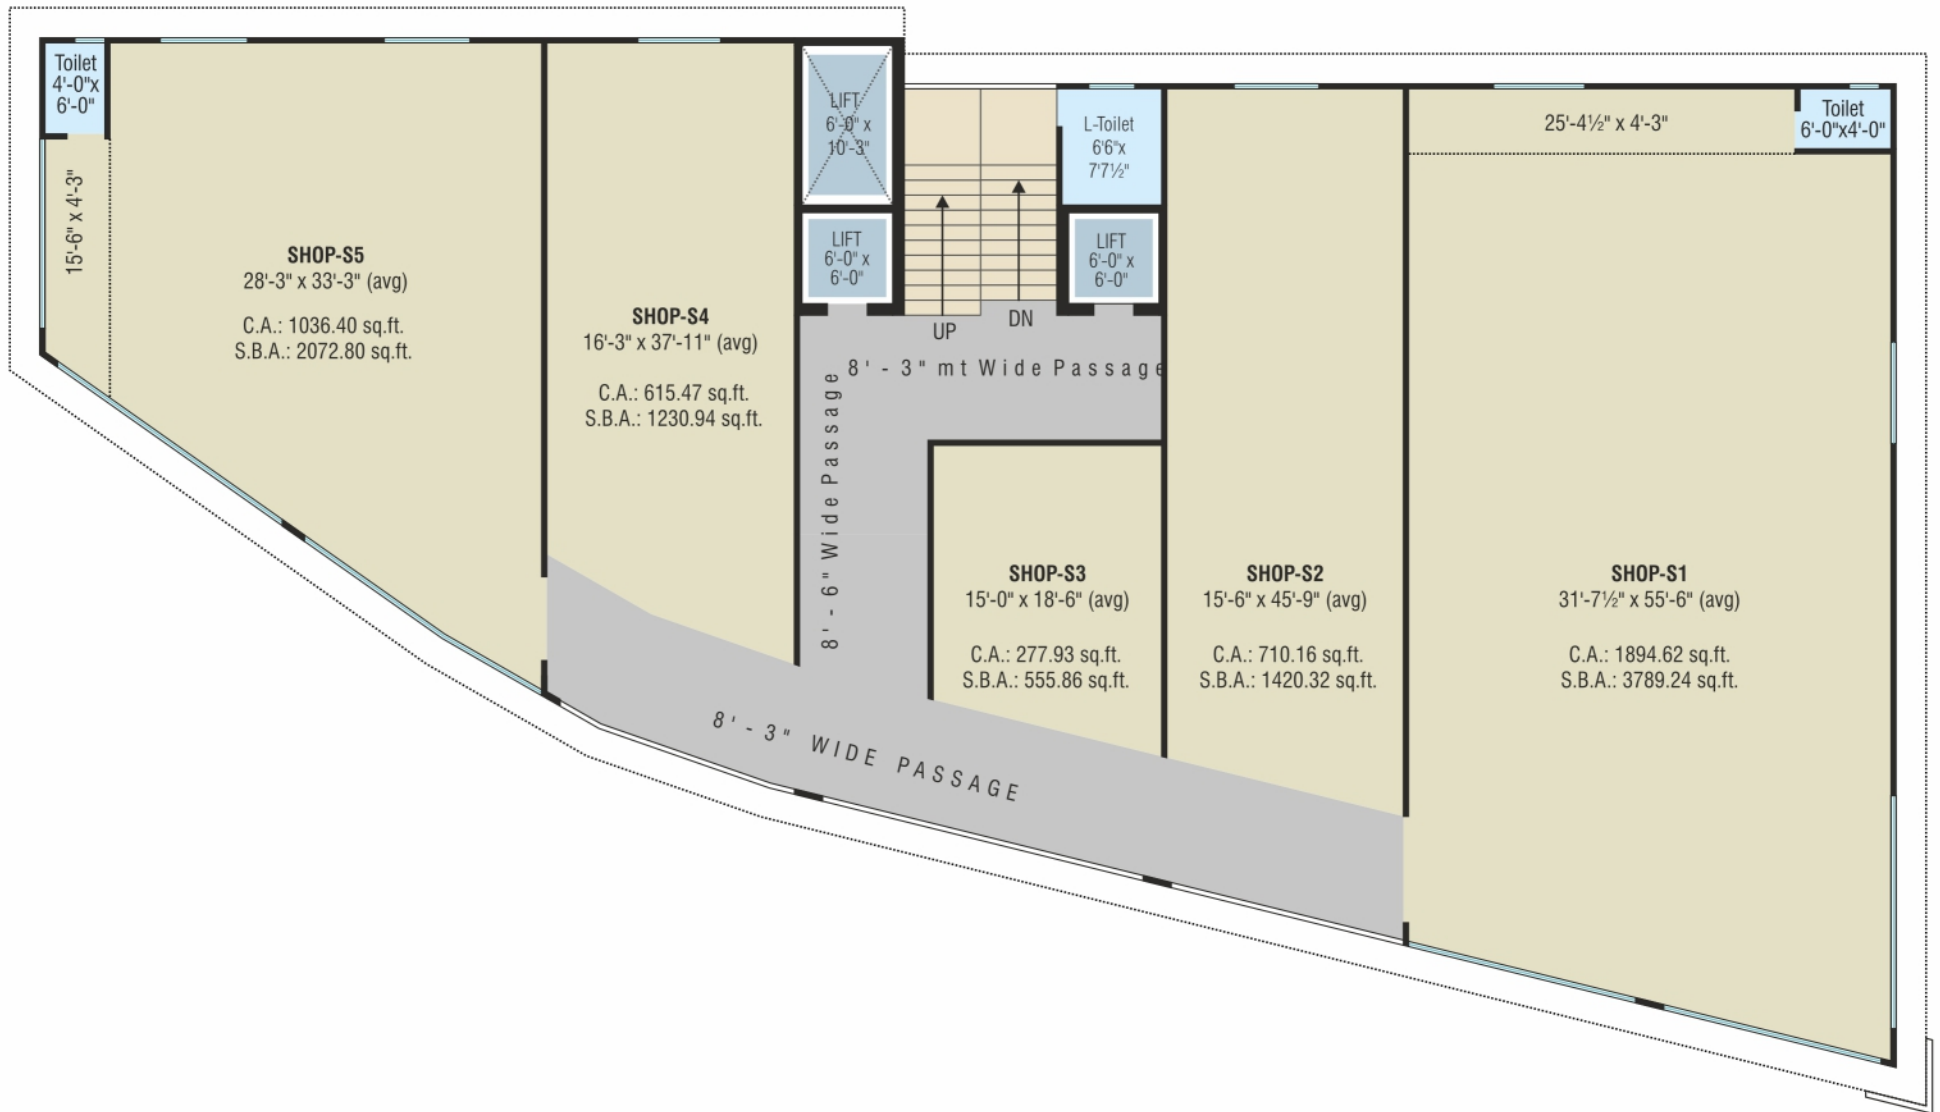 Toilet
4'-0"x
6'-0"
15'-6" x 4'-3"
SHOP-S5
28'-3" x 33'-3" (avg)
C.A.: 1036.40 sq.ft.
S.B.A.: 2072.80 sq.ft.
SHOP-S4
16'-3" x 37'-11" (avg)
C.A.: 615.47 sq.ft.
S.B.A.: 1230.94 sq.ft.
LIFT
6'-0" x
10'-3"
LIFT
6'-0" x
6'-0"
UP
DN
L-Toilet
6'6"x
7'7½"
LIFT
6'-0" x
6'-0"
8'-3" mt Wide Passage
8'-6" Wide Passage
8'-3" WIDE PASSAGE
SHOP-S3
15'-0" x 18'-6" (avg)
C.A.: 277.93 sq.ft.
S.B.A.: 555.86 sq.ft.
SHOP-S2
15'-6" x 45'-9" (avg)
C.A.: 710.16 sq.ft.
S.B.A.: 1420.32 sq.ft.
25'-4½" x 4'-3"
Toilet
6'-0"x4'-0"
SHOP-S1
31'-7½" x 55'-6" (avg)
C.A.: 1894.62 sq.ft.
S.B.A.: 3789.24 sq.ft.